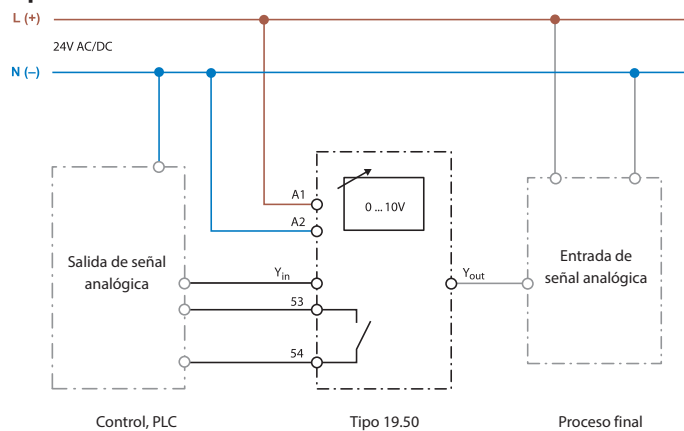 L (+)
24V AC/DC
N (–)
A1
0 ... 10V
A2
Salida de señal
analógica
Yin
Yout
Entrada de
señal analógica
53
54
Control, PLC
Tipo 19.50
Proceso final